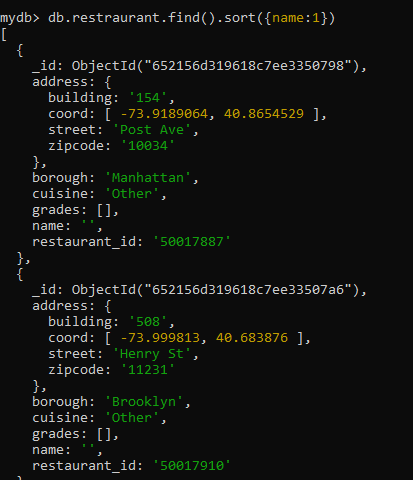 mydb> db.restraurant.find().sort({name:1})
[
  {
    _id: ObjectId("652156d319618c7ee3350798"),
    address: {
      building: '154',
      coord: [ -73.9189064, 40.8654529 ],
      street: 'Post Ave',
      zipcode: '10034'
    },
    borough: 'Manhattan',
    cuisine: 'Other',
    grades: [],
    name: '',
    restaurant_id: '50017887'
  },
  {
    _id: ObjectId("652156d319618c7ee33507a6"),
    address: {
      building: '508',
      coord: [ -73.999813, 40.683876 ],
      street: 'Henry St',
      zipcode: '11231'
    },
    borough: 'Brooklyn',
    cuisine: 'Other',
    grades: [],
    name: '',
    restaurant_id: '50017910'
  },